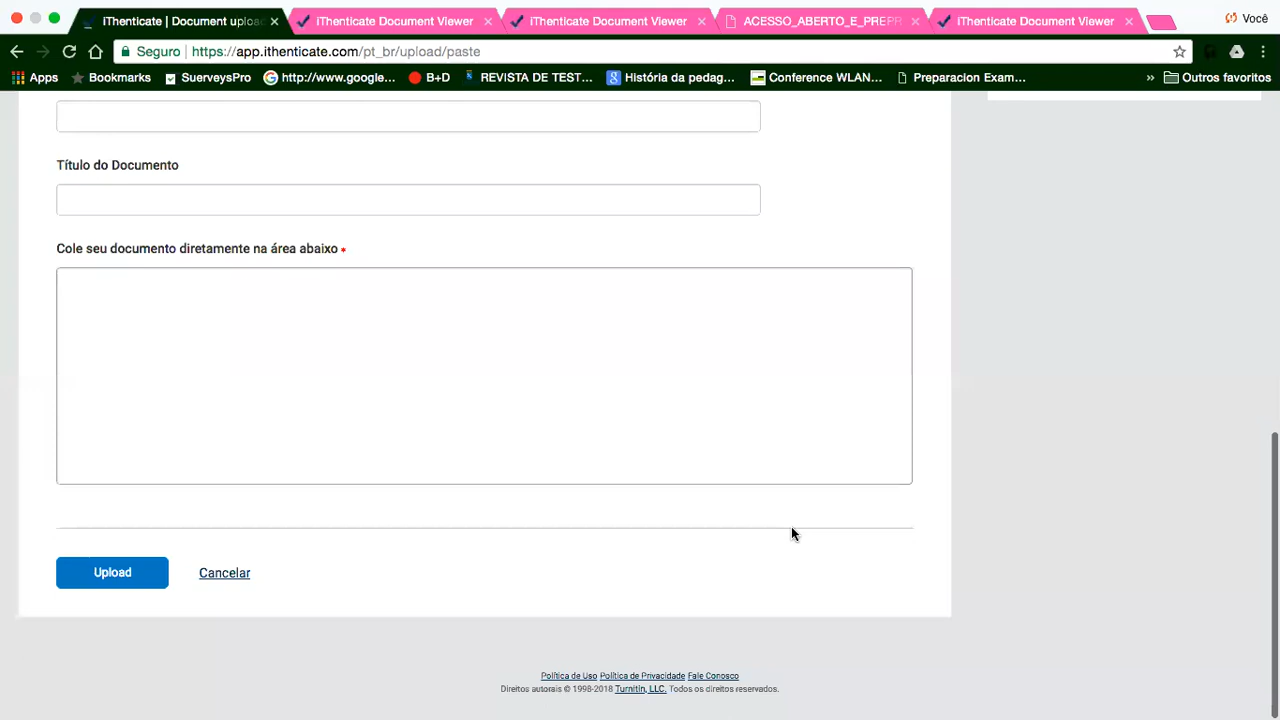 iThenticate | Document uploa
iThenticate Document Viewer
iThenticate Document Viewer
ACESSO_ABERTO_E_PREPR
iThenticate Document Viewer
Você
Seguro
https://app.ithenticate.com/pt_br/upload/paste
Apps
Bookmarks
SuerveysPro
http://www.google...
B+D
REVISTA DE TEST...
História da pedag...
Conference WLAN...
Preparacion Exam...
»
Outros favoritos
Título do Documento
Cole seu documento diretamente na área abaixo *
Upload
Cancelar
Política de Uso Política de Privacidade Fale Conosco
Direitos autorais © 1998-2018 Turnitin, LLC. Todos os direitos reservados.